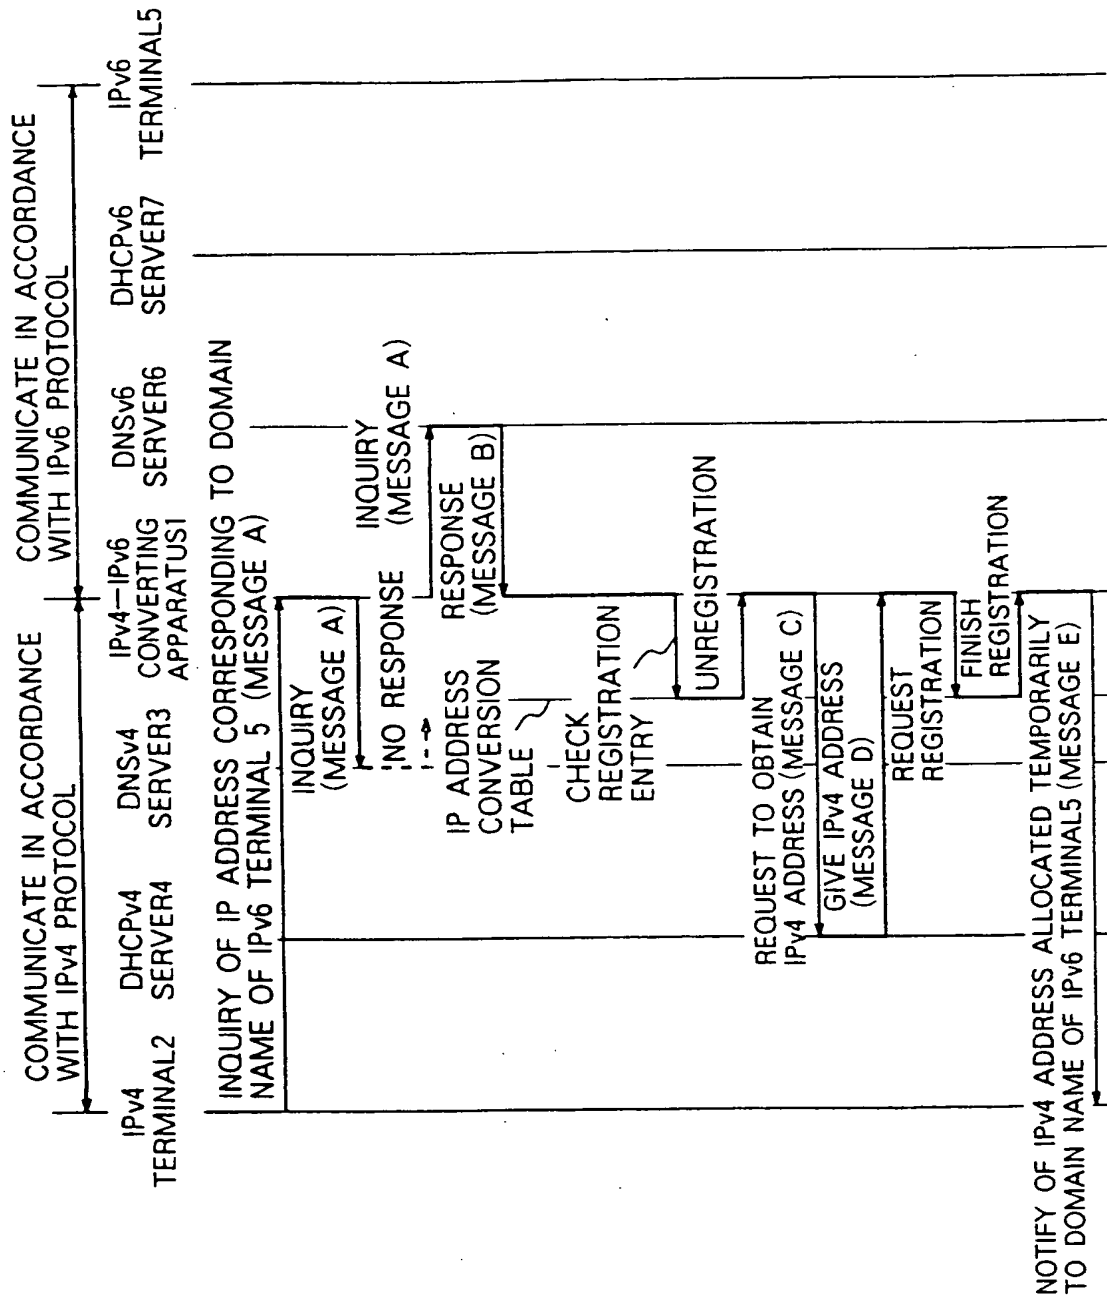 COMMUNICATE IN ACCORDANCE
WITH IPv4 PROTOCOL
COMMUNICATE IN ACCORDANCE
WITH IPv6 PROTOCOL
IPv4
TERMINAL2
DHCPv4
SERVER4
DNSv4
SERVER3
IPv4–IPv6
CONVERTING
APPARATUS1
DNSv6
SERVER6
DHCPv6
SERVER7
IPv6
TERMINAL5
INQUIRY OF IP ADDRESS CORRESPONDING TO DOMAIN
NAME OF IPv6 TERMINAL 5 (MESSAGE A)
INQUIRY
(MESSAGE A)
NO RESPONSE
INQUIRY
(MESSAGE A)
RESPONSE
(MESSAGE B)
IP ADDRESS
CONVERSION
TABLE
CHECK
REGISTRATION
ENTRY
UNREGISTRATION
REQUEST TO OBTAIN
IPv4 ADDRESS (MESSAGE C)
GIVE IPv4 ADDRESS
(MESSAGE D)
REQUEST
REGISTRATION
FINISH
REGISTRATION
NOTIFY OF IPv4 ADDRESS ALLOCATED TEMPORARILY
TO DOMAIN NAME OF IPv6 TERMINAL5 (MESSAGE E)